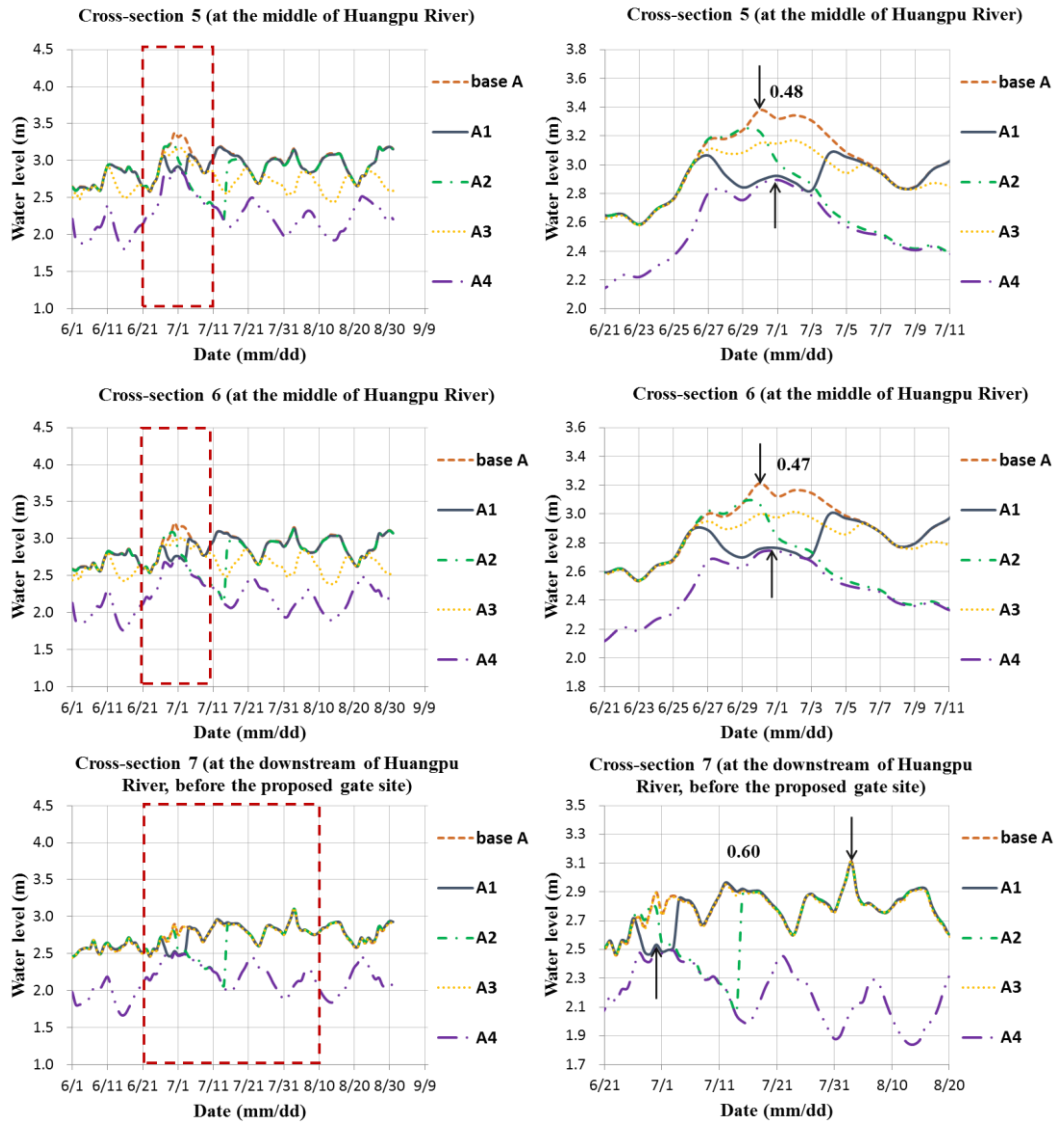 Cross-section 5 (at the middle of Huangpu River)
4.5
4.0
3.5
3.0
2.5
2.0
1.5
1.0
Water level (m)
6/1 6/11 6/21 7/1 7/11 7/21 7/31 8/10 8/20 8/30 9/9
Date (mm/dd)
base A
A1
A2
A3
A4
Cross-section 5 (at the middle of Huangpu River)
3.8
3.6
3.4
3.2
3.0
2.8
2.6
2.4
2.2
2.0
Water level (m)
0.48
6/21 6/23 6/25 6/27 6/29 7/1 7/3 7/5 7/7 7/9 7/11
Date (mm/dd)
base A
A1
A2
A3
A4
Cross-section 6 (at the middle of Huangpu River)
4.5
4.0
3.5
3.0
2.5
2.0
1.5
1.0
Water level (m)
6/1 6/11 6/21 7/1 7/11 7/21 7/31 8/10 8/20 8/30 9/9
Date (mm/dd)
base A
A1
A2
A3
A4
Cross-section 6 (at the middle of Huangpu River)
3.6
3.4
3.2
3.0
2.8
2.6
2.4
2.2
2.0
1.8
Water level (m)
0.47
6/21 6/23 6/25 6/27 6/29 7/1 7/3 7/5 7/7 7/9 7/11
Date (mm/dd)
base A
A1
A2
A3
A4
Cross-section 7 (at the downstream of Huangpu
River, before the proposed gate site)
4.5
4.0
3.5
3.0
2.5
2.0
1.5
1.0
Water level (m)
6/1 6/11 6/21 7/1 7/11 7/21 7/31 8/10 8/20 8/30 9/9
Date (mm/dd)
base A
A1
A2
A3
A4
Cross-section 7 (at the downstream of Huangpu
River, before the proposed gate site)
3.5
3.3
3.1
2.9
2.7
2.5
2.3
2.1
1.9
1.7
Water level (m)
0.60
6/21 7/1 7/11 7/21 7/31 8/10 8/20
Date (mm/dd)
base A
A1
A2
A3
A4